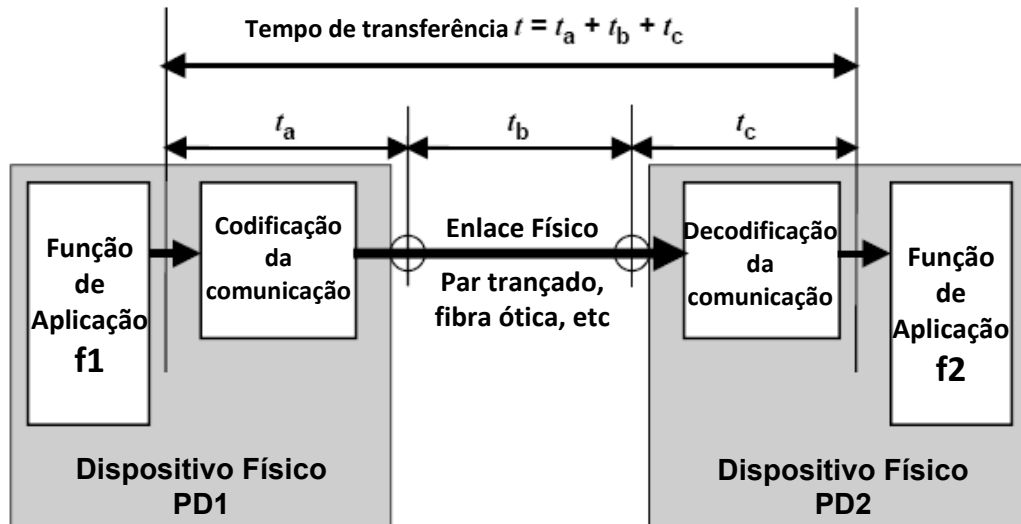 Tempo de transferência t = ta + tb + tc
ta
tb
tc
Função
de
Aplicação
f1
Codificação
da
comunicação
Enlace Físico
Par trançado,
fibra ótica, etc
Decodificação
da
comunicação
Função
de
Aplicação
f2
Dispositivo Físico
PD1
Dispositivo Físico
PD2